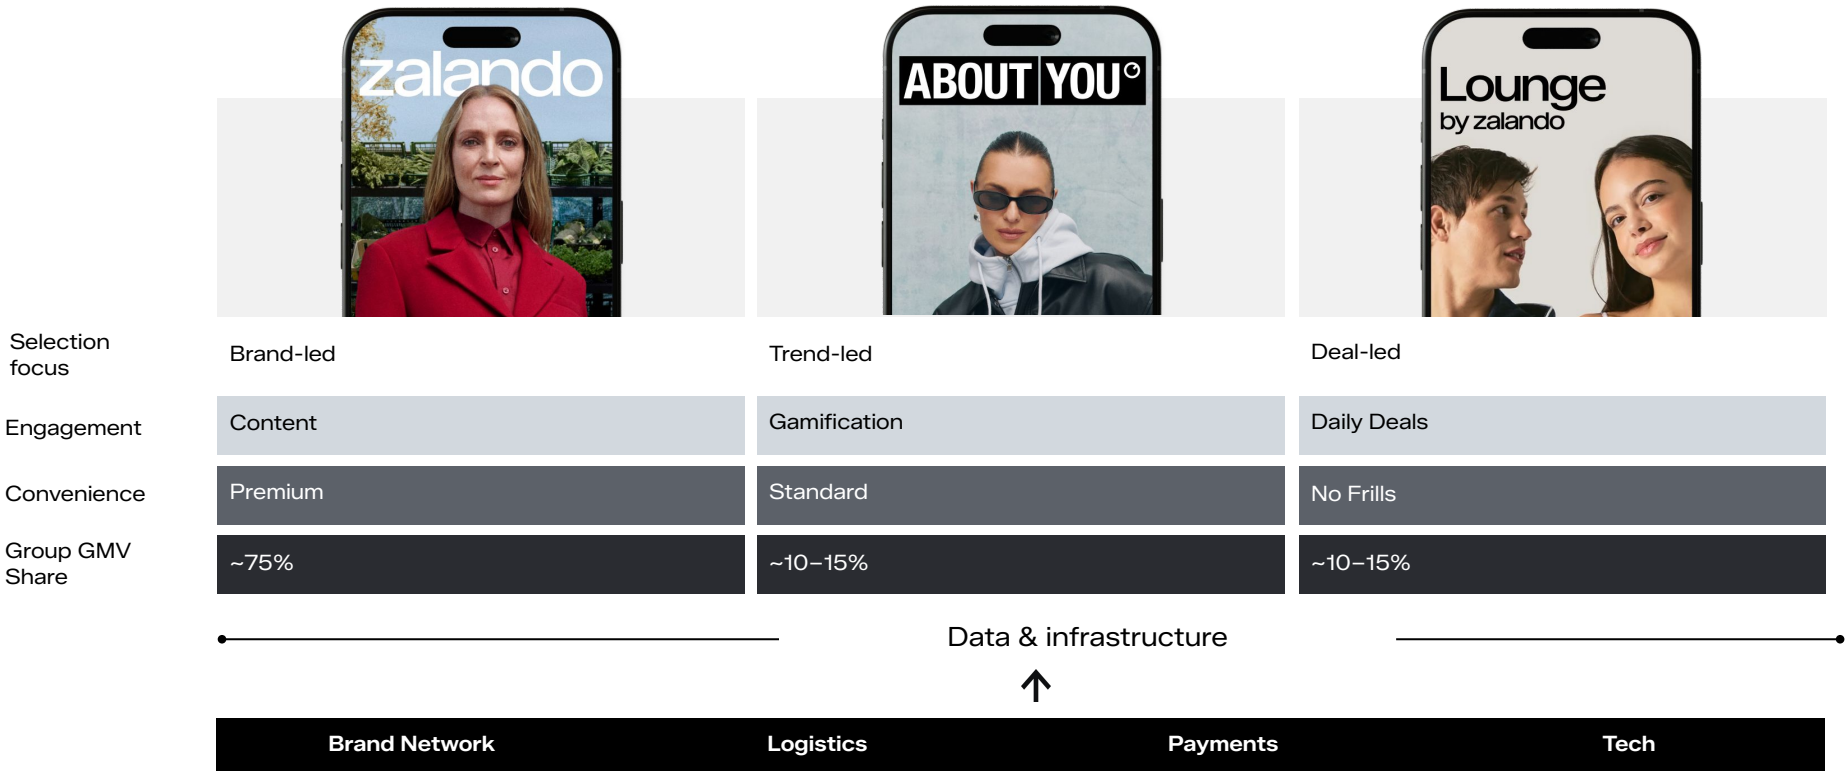 zalando
ABOUT YOU
Lounge
by zalando
Selection
focus
Brand-led
Trend-led
Deal-led
Engagement
Content
Gamification
Daily Deals
Convenience
Premium
Standard
No Frills
Group GMV
Share
~75%
~10–15%
~10–15%
Data & infrastructure
Brand Network
Logistics
Payments
Tech